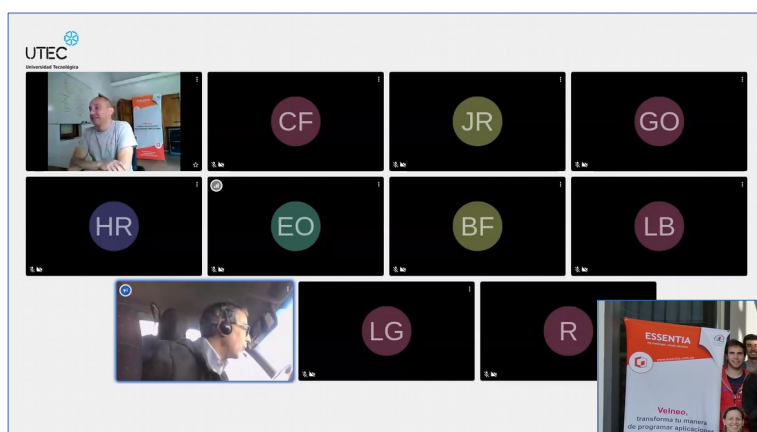 UTEC
Universidad Tecnológica
CF
JR
GO
HR
EO
BF
LB
LG
R
ESSENTIA
Velneo,
transforma tu manera
de programar aplicaciones